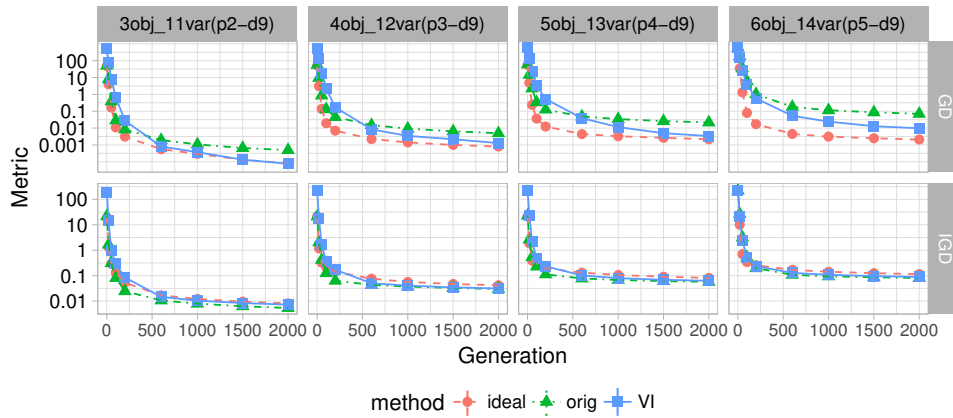 3obj_11var(p2−d9) 4obj_12var(p3−d9) 5obj_13var(p4−d9) 6obj_14var(p5−d9)
100
10
1
0.1
0.01
0.001
GD
Metric
100
10
1
0.1
0.01
IGD
0 500 1000 1500 2000 0 500 1000 1500 2000 0 500 1000 1500 2000 0 500 1000 1500 2000
Generation
method ideal orig VI